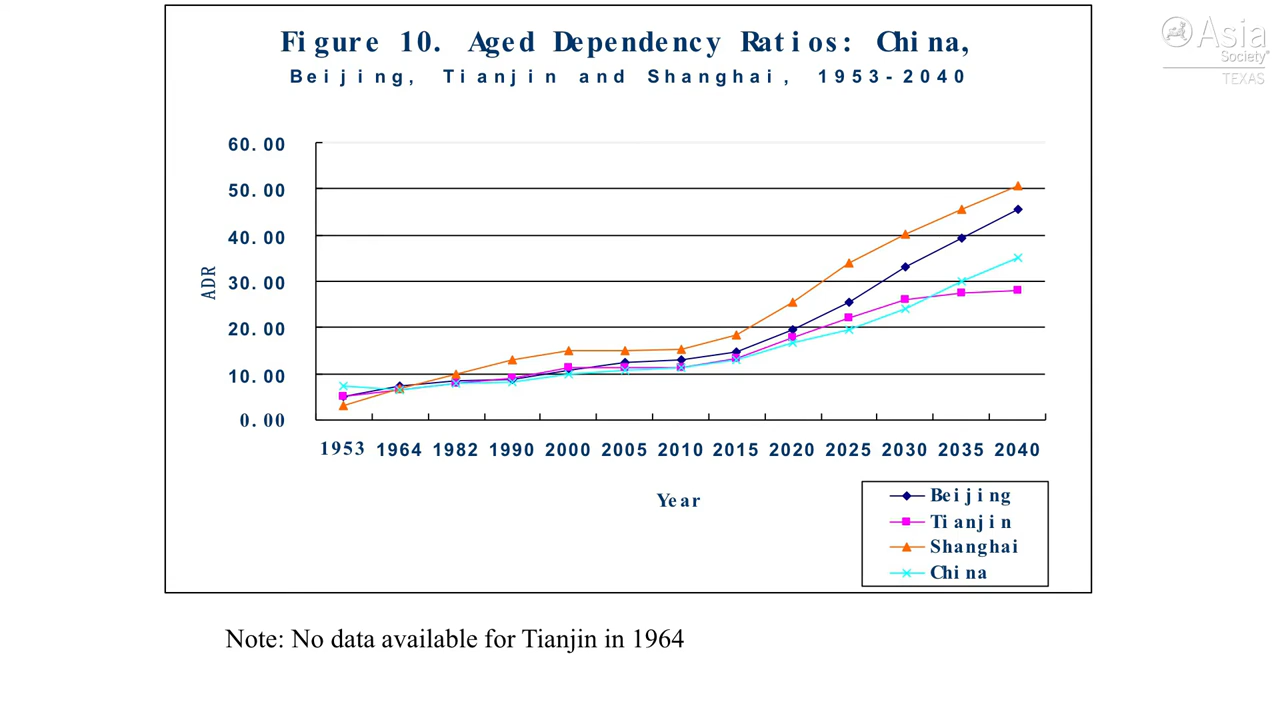 Figure 10. Aged Dependency Ratios: China,
Beijing, Tianjin and Shanghai, 1953-2040
Asia
Society
TEXAS
60.00
50.00
40.00
30.00
20.00
10.00
0.00
ADR
1953 1964 1982 1990 2000 2005 2010 2015 2020 2025 2030 2035 2040
Year
Beijing
Tianjin
Shanghai
China
Note: No data available for Tianjin in 1964